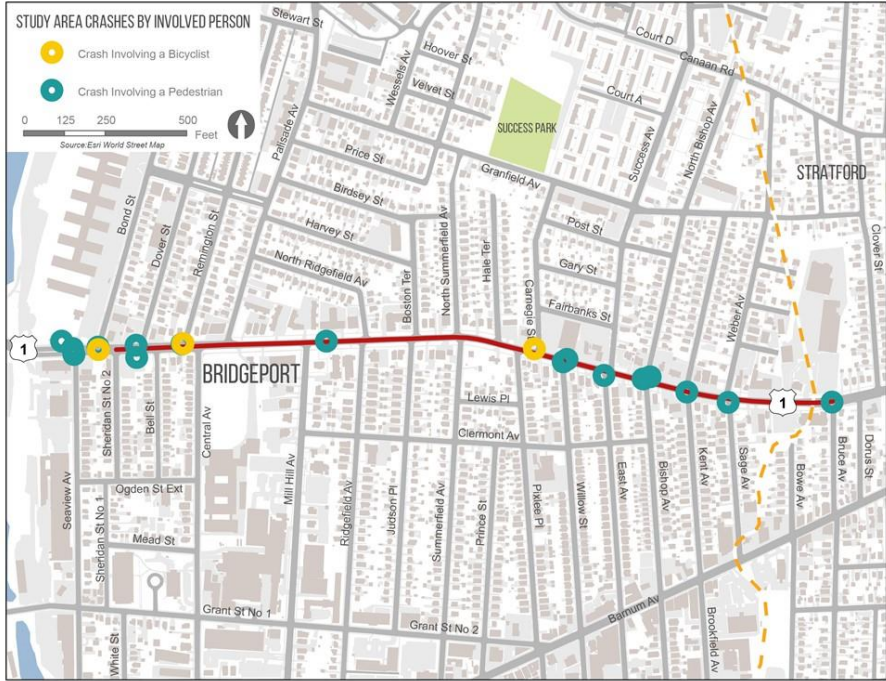 STUDY AREA CRASHES BY INVOLVED PERSON
Crash Involving a Bicyclist
Crash Involving a Pedestrian
0 125 250 500
Feet
Source:Esri World Street Map
Stewart St
Hoover St
Wessels Av
Velvet St
Palisade Av
Court D
Canaan Rd
Court A
SUCCESS PARK
Success Av
North Bishop Av
STRATFORD
Price St
Granfield Av
Birdsey St
Bond St
Dover St
Remington St
Harvey St
North Ridgefield Av
Boston Ter
North Summerfield Av
Hale Ter
Post St
Gary St
Carnegie St
Fairbanks St
Weber Av
Clover St
1
BRIDGEPORT
1
Sheridan St No 2
Bell St
Central Av
Lewis Pl
Clermont Av
Seaview Av
Ogden St Ext
Mill Hill Av
Ridgefield Av
Judson Pl
Summerfield Av
Prince St
Pixlee Pl
Willow St
East Av
Bishop Av
Kent Av
Sage Av
Bowe Av
Bruce Av
Dorus St
Sheridan St No 1
Mead St
Grant St No 1
Grant St No 2
White St
Barnum Av
Brookfield Av